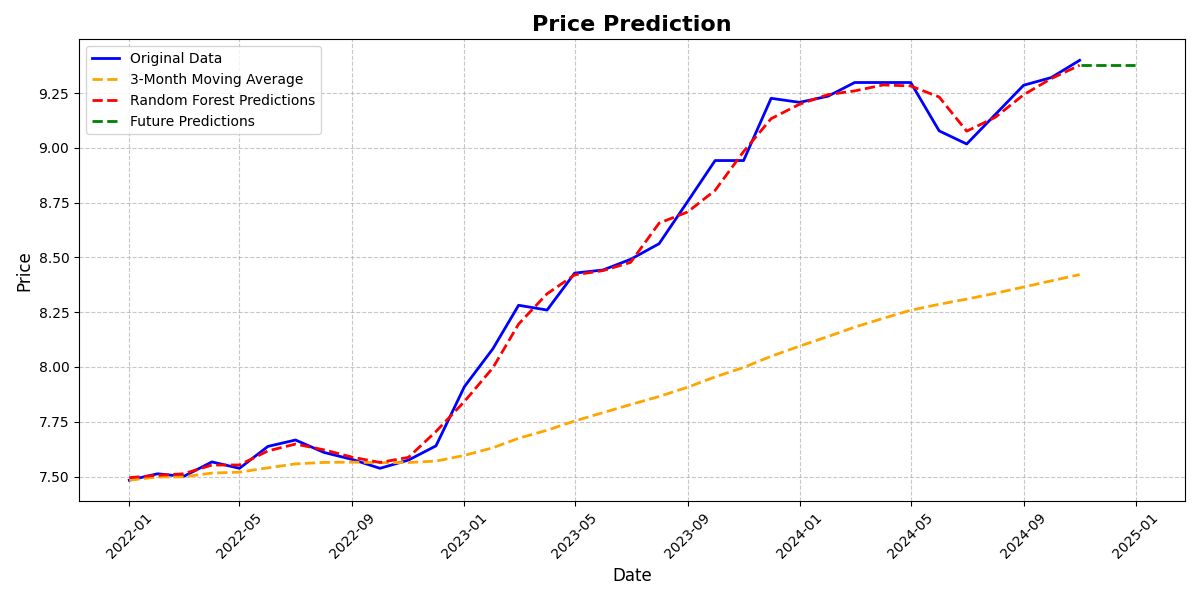 Price Prediction
Original Data
3-Month Moving Average
Random Forest Predictions
Future Predictions
Price
9.25
9.00
8.75
8.50
8.25
8.00
7.75
7.50
2022-01
2022-05
2022-09
2023-01
2023-05
2023-09
2024-01
2024-05
2024-09
2025-01
Date